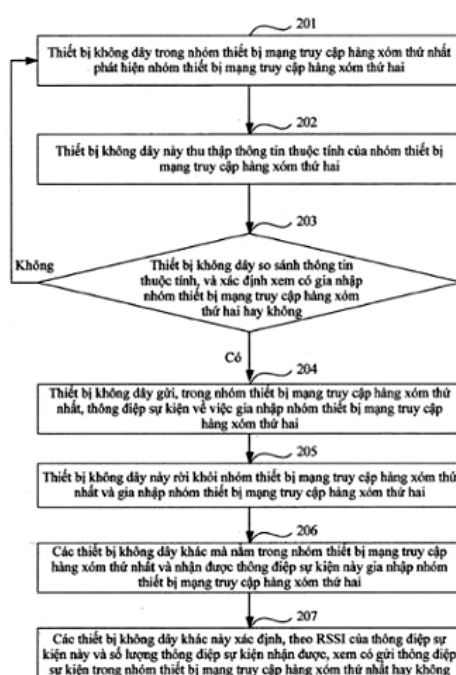 201
Thiết bị không dây trong nhóm thiết bị mạng truy cập hàng xóm thứ nhất
phát hiện nhóm thiết bị mạng truy cập hàng xóm thứ hai
202
Thiết bị không dây này thu thập thông tin thuộc tính của nhóm thiết bị
mạng truy cập hàng xóm thứ hai
203
Không
Thiết bị không dây so sánh thông tin
thuộc tính, và xác định xem có gia nhập
nhóm thiết bị mạng truy cập hàng xóm
thứ hai hay không
Có
204
Thiết bị không dây gửi, trong nhóm thiết bị mạng truy cập hàng xóm thứ
nhất, thông điệp sự kiện về việc gia nhập nhóm thiết bị mạng truy cập
hàng xóm thứ hai
205
Thiết bị không dây này rời khỏi nhóm thiết bị mạng truy cập hàng xóm thứ
nhất và gia nhập nhóm thiết bị mạng truy cập hàng xóm thứ hai
206
Các thiết bị không dây khác mà nằm trong nhóm thiết bị mạng truy cập
hàng xóm thứ nhất và nhận được thông điệp sự kiện này gia nhập nhóm
thiết bị mạng truy cập hàng xóm thứ hai
207
Các thiết bị không dây khác này xác định, theo RSSI của thông điệp sự
kiện này và số lượng thông điệp sự kiện nhận được, xem có gửi thông điệp
sự kiện trong nhóm thiết bị mạng truy cập hàng xóm thứ nhất hay không